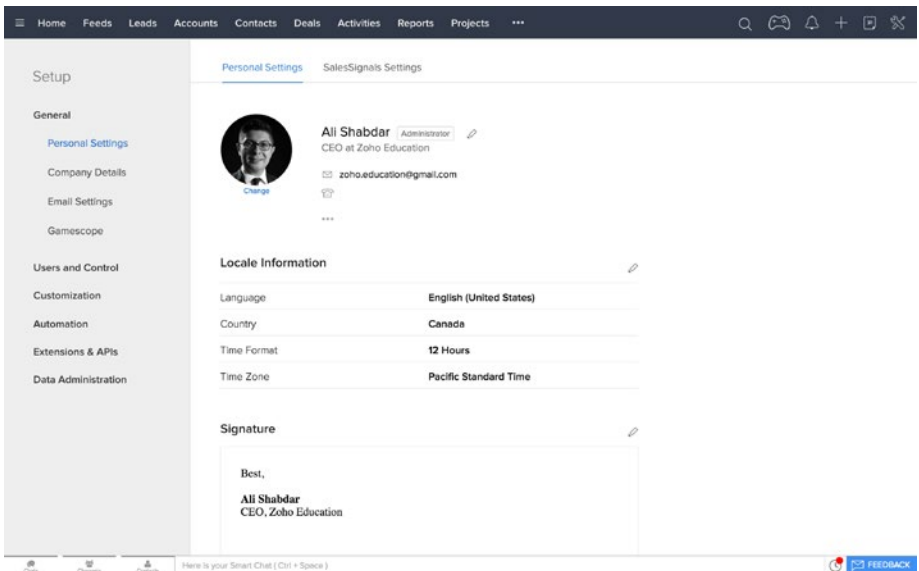 Home Feeds Leads Accounts Contacts Deals Activities Reports Projects •••
Setup
General
Personal Settings
Company Details
Email Settings
Gamescope
Users and Control
Customization
Automation
Extensions & APIs
Data Administration
Personal Settings SalesSignals Settings
Ali Shabdar Administrator
CEO at Zoho Education
zoho.education@gmail.com
Change
•••
Locale Information
Language English (United States)
Country Canada
Time Format 12 Hours
Time Zone Pacific Standard Time
Signature
Best,
Ali Shabdar
CEO, Zoho Education
Here is your Smart Chat ( Ctrl + Space )
FEEDBACK